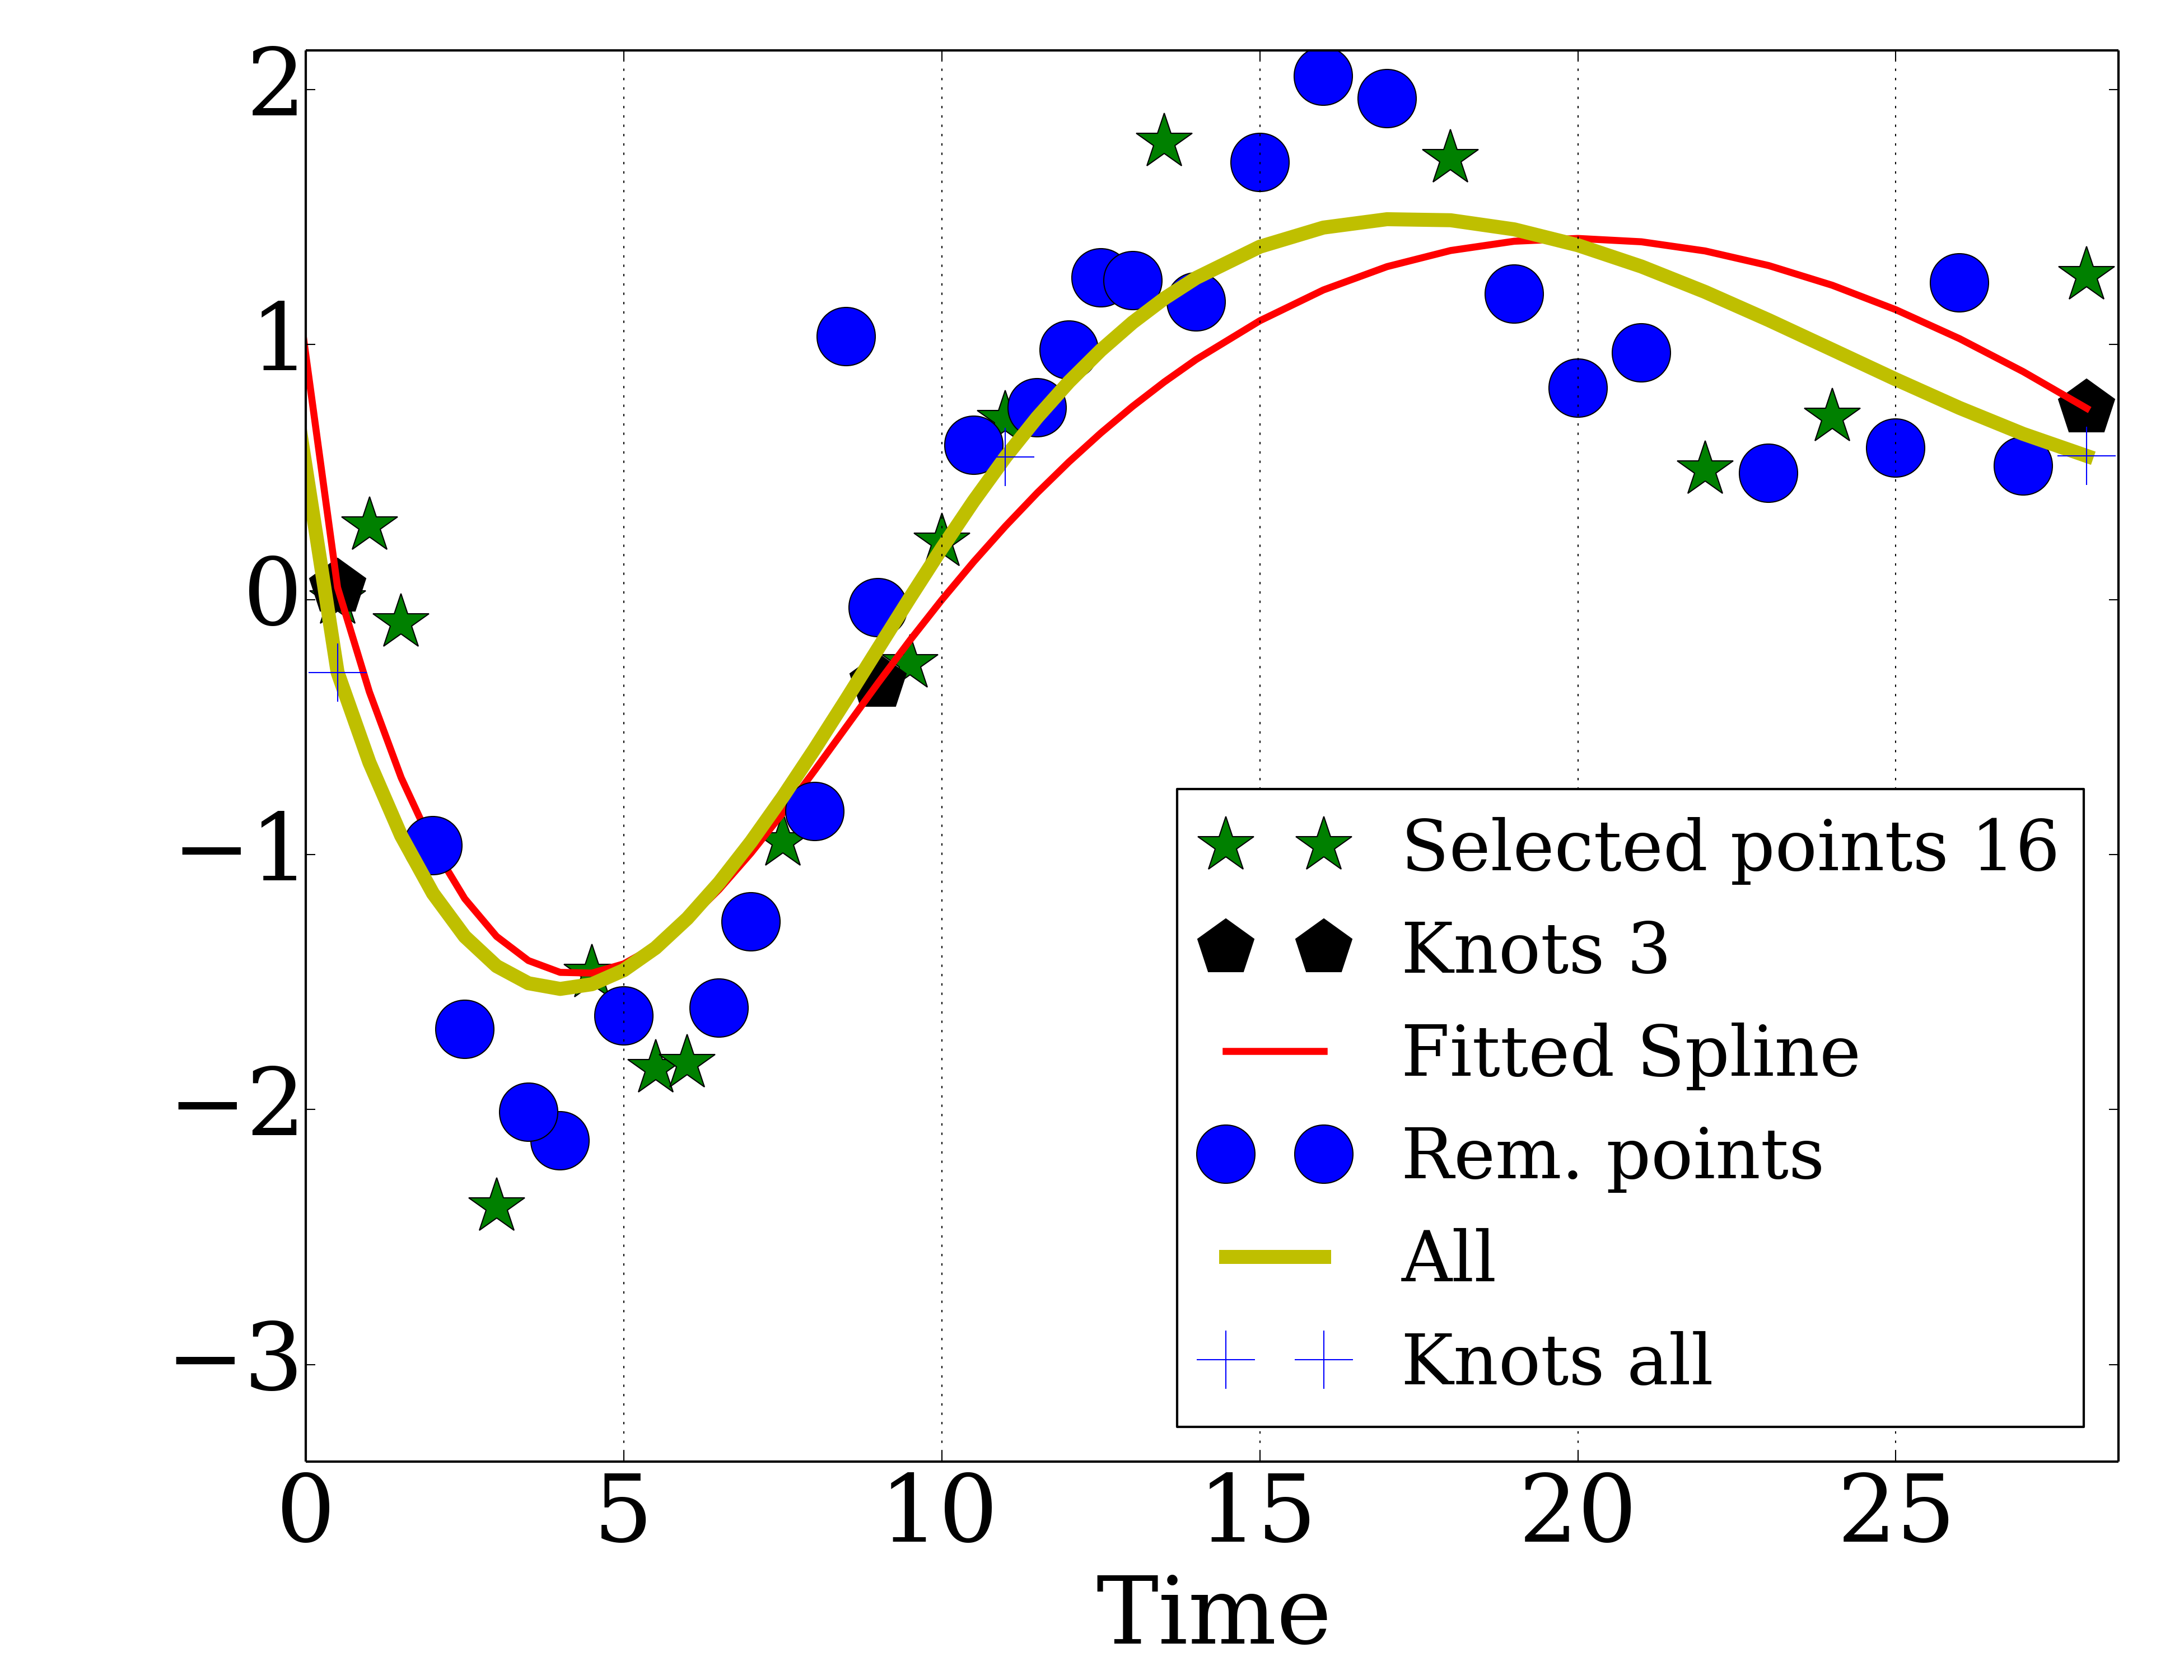 2
1
0
−1
−2
−3
0 5 10 15 20 25
Time
Selected points 16
Knots 3
Fitted Spline
Rem. points
All
Knots all